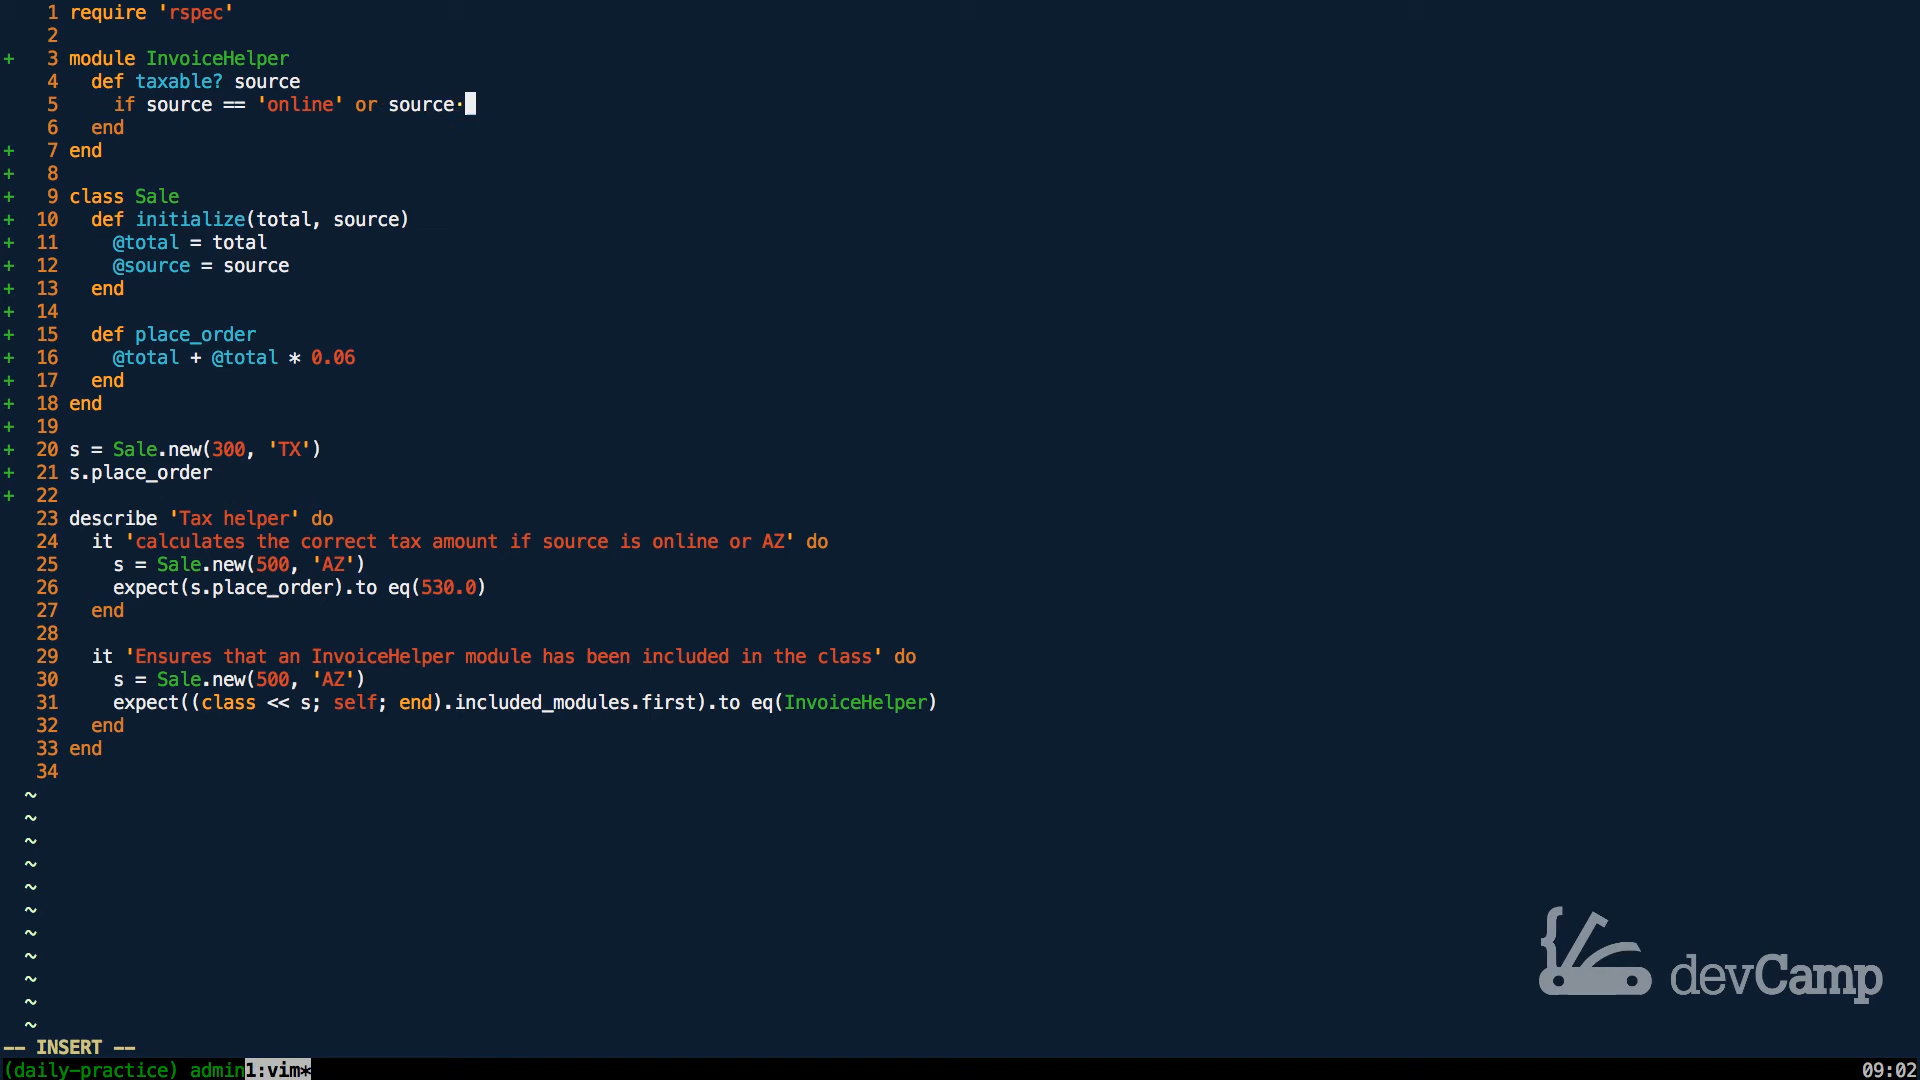 1 require 'rspec'
2
+ 3 module InvoiceHelper
4   def taxable? source
5     if source == 'online' or source·
6   end
+ 7 end
+ 8
+ 9 class Sale
+ 10   def initialize(total, source)
+ 11     @total = total
+ 12     @source = source
+ 13   end
+ 14
+ 15   def place_order
+ 16     @total + @total * 0.06
+ 17   end
+ 18 end
+ 19
+ 20 s = Sale.new(300, 'TX')
+ 21 s.place_order
+ 22
23 describe 'Tax helper' do
24   it 'calculates the correct tax amount if source is online or AZ' do
25     s = Sale.new(500, 'AZ')
26     expect(s.place_order).to eq(530.0)
27   end
28
29   it 'Ensures that an InvoiceHelper module has been included in the class' do
30     s = Sale.new(500, 'AZ')
31     expect((class << s; self; end).included_modules.first).to eq(InvoiceHelper)
32   end
33 end
34
~
~
~
~
~
~
~
~
~
~
~
devCamp
-- INSERT --
(daily-practice) admin1:vim* 09:02